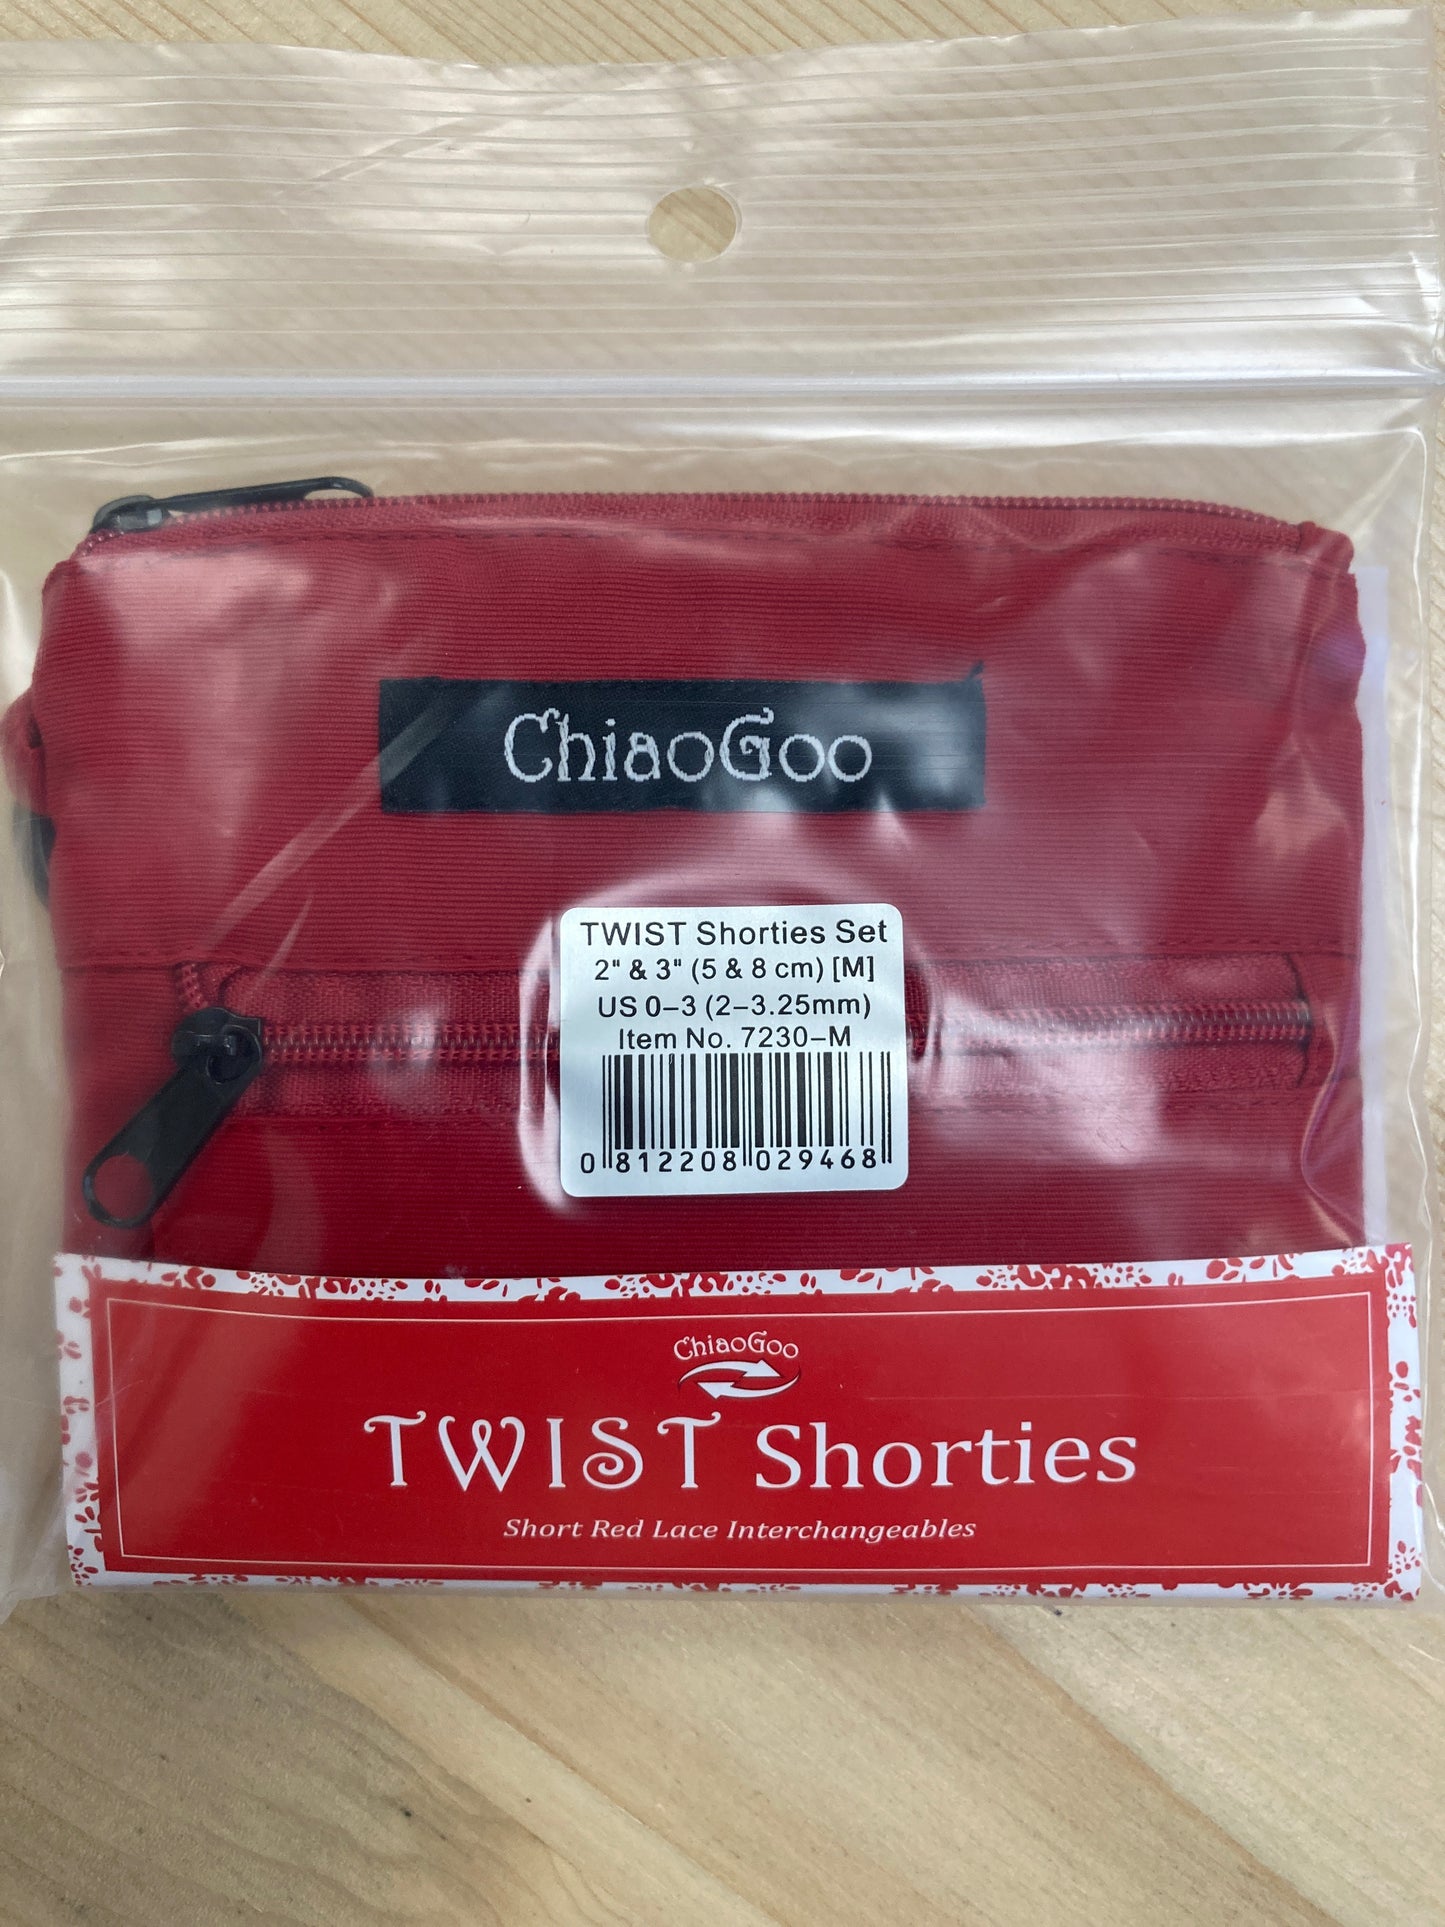 ChiaoGoo
TWIST Shorties Set
2" & 3" (5 & 8 cm) [M]
US 0–3 (2–3.25mm)
Item No. 7230–M
0 812208 029468
ChiaoGoo
TWIST Shorties
Short Red Lace Interchangeables